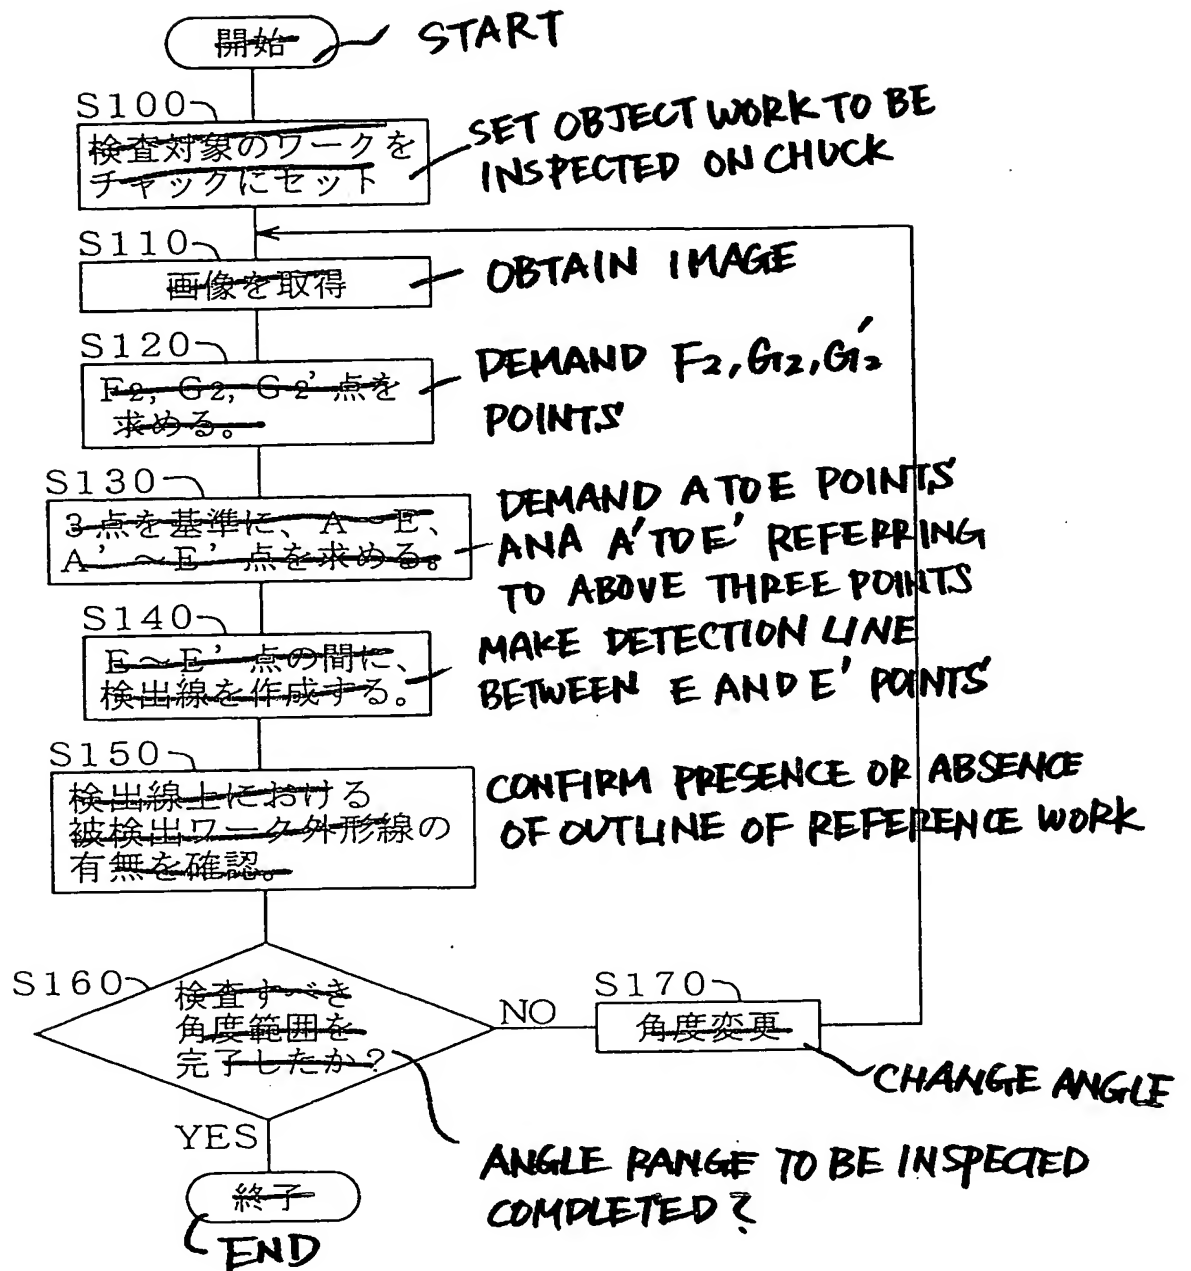 開始
START
S100
検査対象のワークを
チャックにセット
SET OBJECT WORK TO BE
INSPECTED ON CHUCK
S110
画像を取得
OBTAIN IMAGE
S120
F2, G2, G2' 点を
求める。
DEMAND F2, G2, G2'
POINTS
S130
3点を基準に、A~E、
A'~E' 点を求める。
DEMAND A TO E POINTS
ANA A' TO E' REFERRING
TO ABOVE THREE POINTS
S140
E~E' 点の間に、
検出線を作成する。
MAKE DETECTION LINE
BETWEEN E AND E' POINTS
S150
検出線上における
被検出ワーク外形線の
有無を確認。
CONFIRM PRESENCE OR ABSENCE
OF OUTLINE OF REFERENCE WORK
S160
検査すべき
角度範囲を
完了したか?
NO
S170
角度変更
CHANGE ANGLE
YES
ANGLE RANGE TO BE INSPECTED
COMPLETED?
終了
END